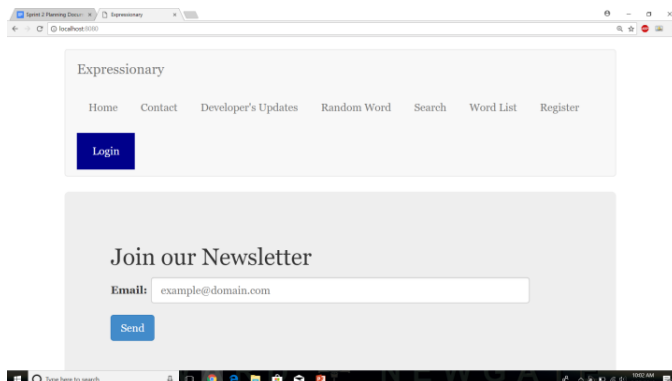 Sprint 2 Planning Docum
Expressionary
localhost:8080
Expressionary
Home Contact Developer's Updates Random Word Search Word List Register
Login
Join our Newsletter
Email: example@domain.com
Send
Type here to search
10:02 AM